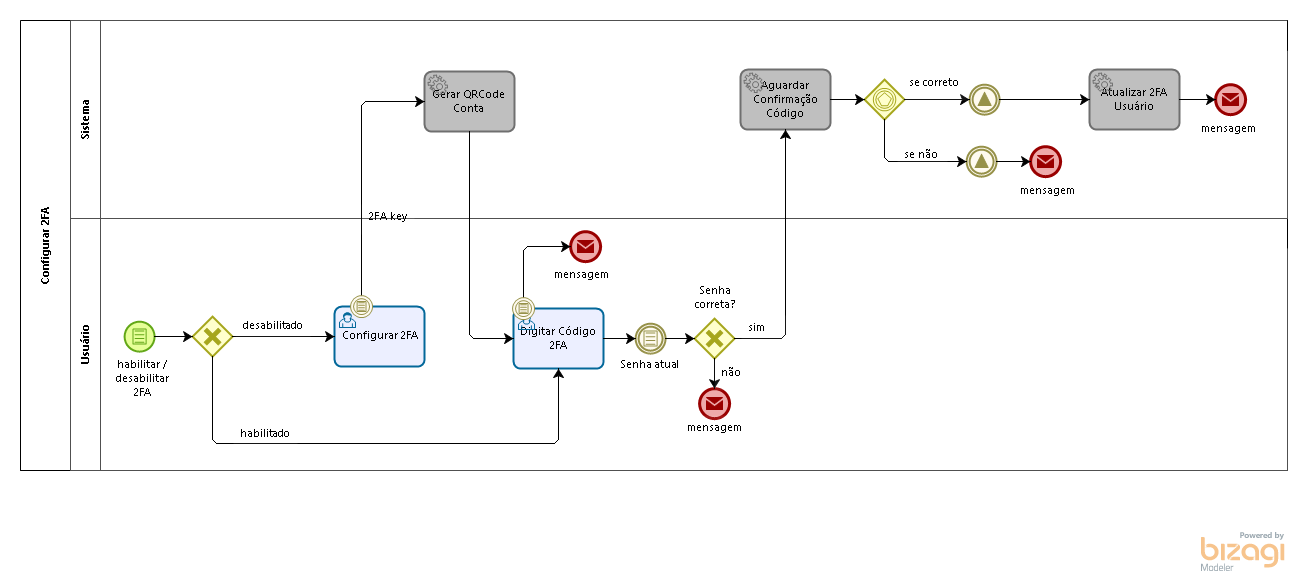 Configurar 2FA
Sistema
Gerar QRCode
Conta
Aguardar
Confirmação
Código
se correto
Atualizar 2FA
Usuário
mensagem
se não
mensagem
2FA key
Usuário
habilitar /
desabilitar
2FA
desabilitado
Configurar 2FA
habilitado
mensagem
Digitar Código
2FA
Senha atual
Senha
correta?
sim
não
mensagem
Powered by
bizagi
Modeler